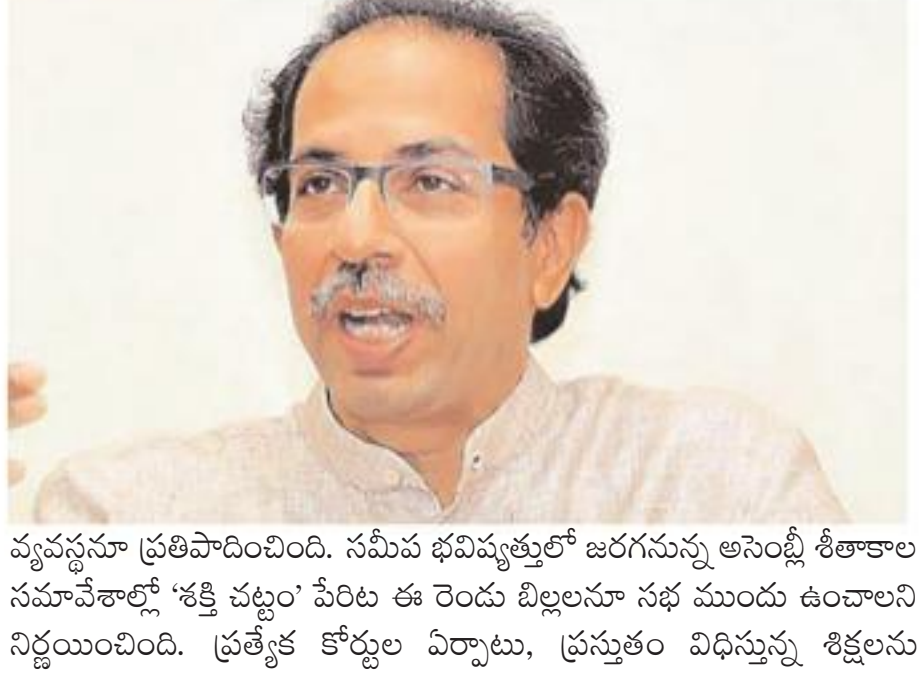 వ్యవస్థనూ ప్రతిపాదించింది. సమీప భవిష్యత్తులో జరగనున్న అసెంబ్లీ శీతాకాల
సమావేశాల్లో ‘శక్తి చట్టం’ పేరిట ఈ రెండు బిల్లలనూ సభ ముందు ఉంచాలని
నిర్ణయించింది. ప్రత్యేక కోర్టుల ఏర్పాటు, ప్రస్తుతం విధిస్తున్న శిక్షలను